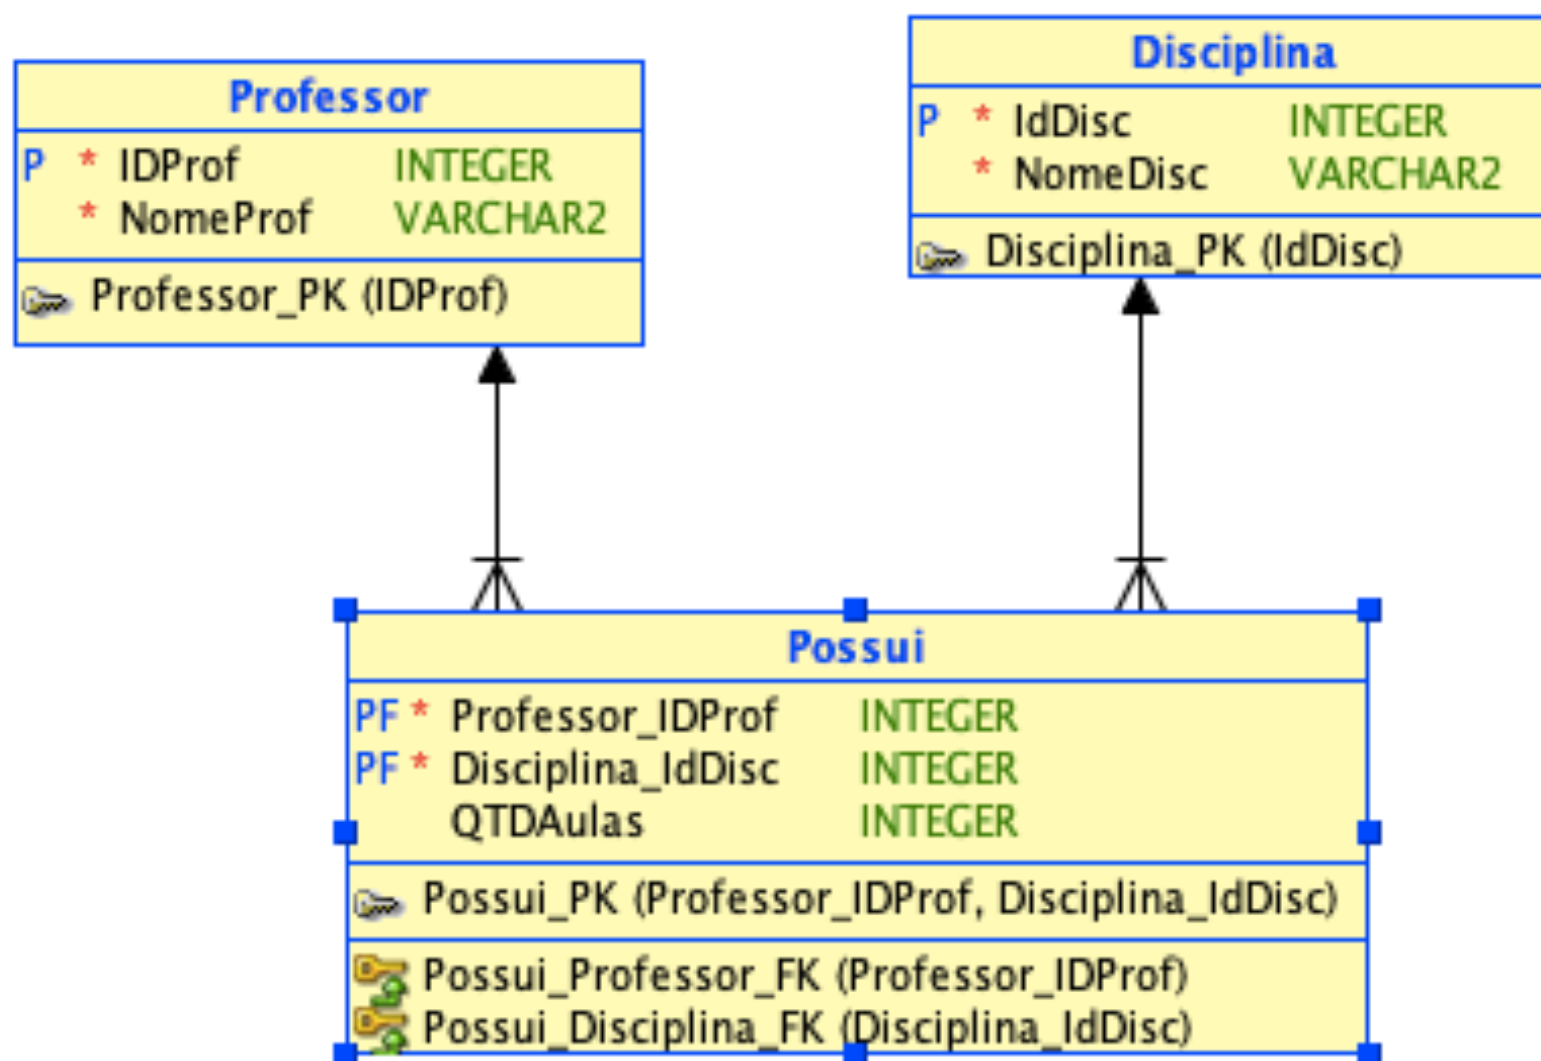 Professor
P * IDProf INTEGER
* NomeProf VARCHAR2
Professor_PK (IDProf)
Disciplina
P * IdDisc INTEGER
* NomeDisc VARCHAR2
Disciplina_PK (IdDisc)
Possui
PF * Professor_IDProf INTEGER
PF * Disciplina_IdDisc INTEGER
QTDAulas INTEGER
Possui_PK (Professor_IDProf, Disciplina_IdDisc)
Possui_Professor_FK (Professor_IDProf)
Possui_Disciplina_FK (Disciplina_IdDisc)